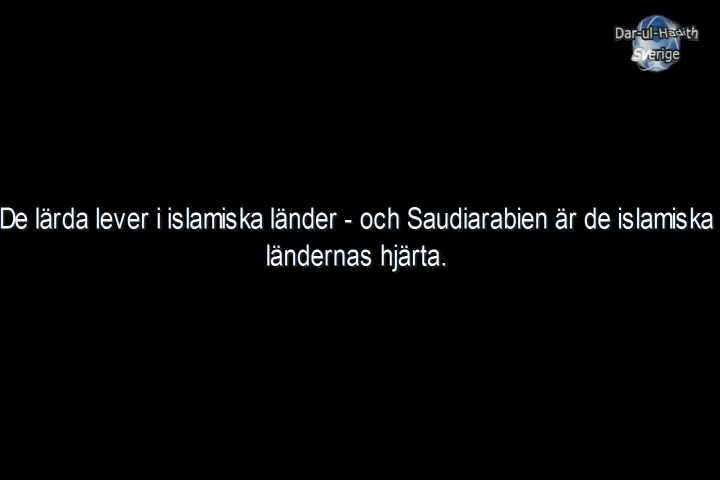 Dar-ul-Hadith
Sverige
De lärda lever i islamiska länder - och Saudiarabien är de islamiska
ländernas hjärta.